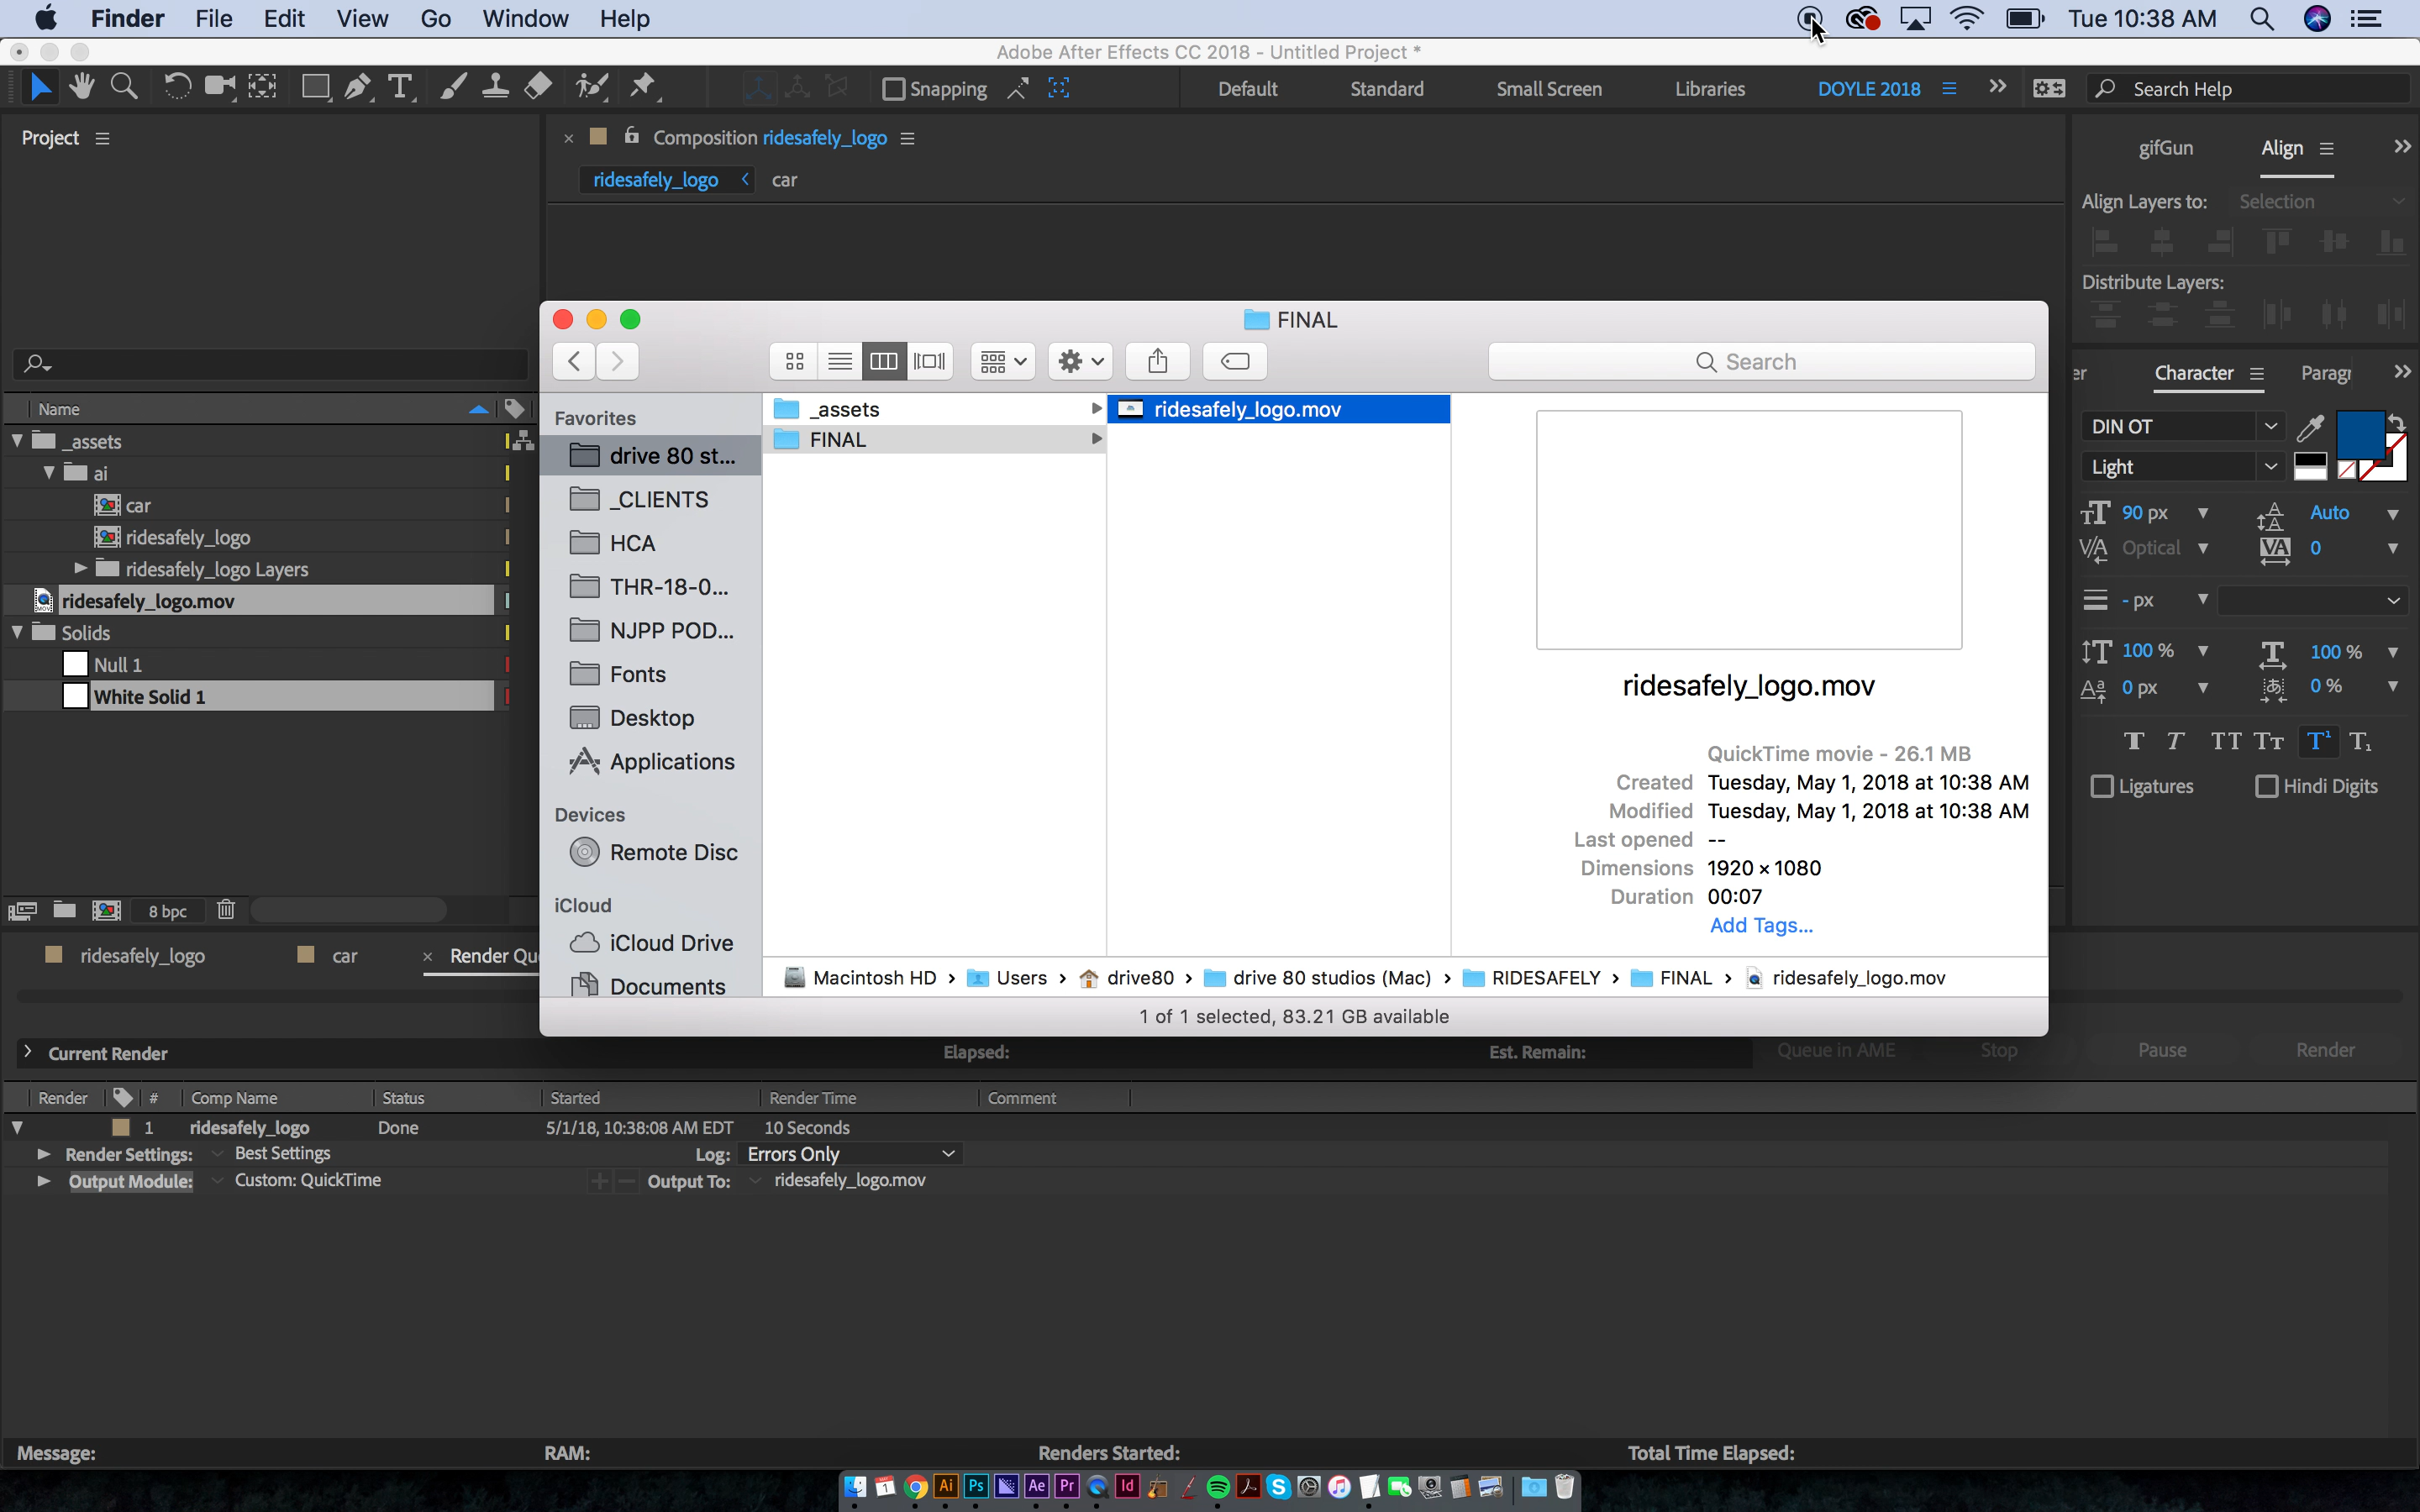 Finder File Edit View Go Window Help Tue 10:38 AM
Adobe After Effects CC 2018 - Untitled Project *
Snapping Default Standard Small Screen Libraries DOYLE 2018 Search Help
Project
Composition ridesafely_logo
ridesafely_logo car
gifGun Align
Align Layers to: Selection
Distribute Layers:
Name
_assets
ai
car
ridesafely_logo
ridesafely_logo Layers
ridesafely_logo.mov
Solids
Null 1
White Solid 1
8 bpc
FINAL
Search
Favorites
drive 80 st...
_CLIENTS
HCA
THR-18-0...
NJPP POD...
Fonts
Desktop
Applications
Devices
Remote Disc
iCloud
iCloud Drive
Documents
_assets
FINAL
ridesafely_logo.mov
ridesafely_logo.mov
QuickTime movie - 26.1 MB
Created Tuesday, May 1, 2018 at 10:38 AM
Modified Tuesday, May 1, 2018 at 10:38 AM
Last opened --
Dimensions 1920 × 1080
Duration 00:07
Add Tags...
Macintosh HD › Users › drive80 › drive 80 studios (Mac) › RIDESAFELY › FINAL › ridesafely_logo.mov
1 of 1 selected, 83.21 GB available
er Character Paragr
DIN OT
Light
90 px Auto
Optical 0
- px
100 % 100 %
0 px 0 %
Ligatures Hindi Digits
ridesafely_logo car Render Qu
Current Render Elapsed: Est. Remain: Queue in AME Stop Pause Render
Render # Comp Name Status Started Render Time Comment
1 ridesafely_logo Done 5/1/18, 10:38:08 AM EDT 10 Seconds
Render Settings: Best Settings Log: Errors Only
Output Module: Custom: QuickTime Output To: ridesafely_logo.mov
Message: RAM: Renders Started: Total Time Elapsed:
1 Ai Ps Ae Pr Id